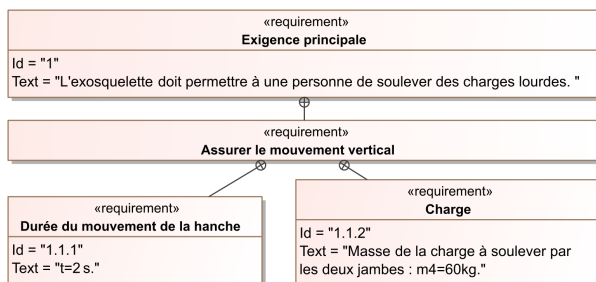 «requirement»
Exigence principale
Id = "1"
Text = "L'exosquelette doit permettre à une personne de soulever des charges lourdes. "
«requirement»
Assurer le mouvement vertical
«requirement»
Durée du mouvement de la hanche
Id = "1.1.1"
Text = "t=2 s."
«requirement»
Charge
Id = "1.1.2"
Text = "Masse de la charge à soulever par
les deux jambes : m4=60kg."